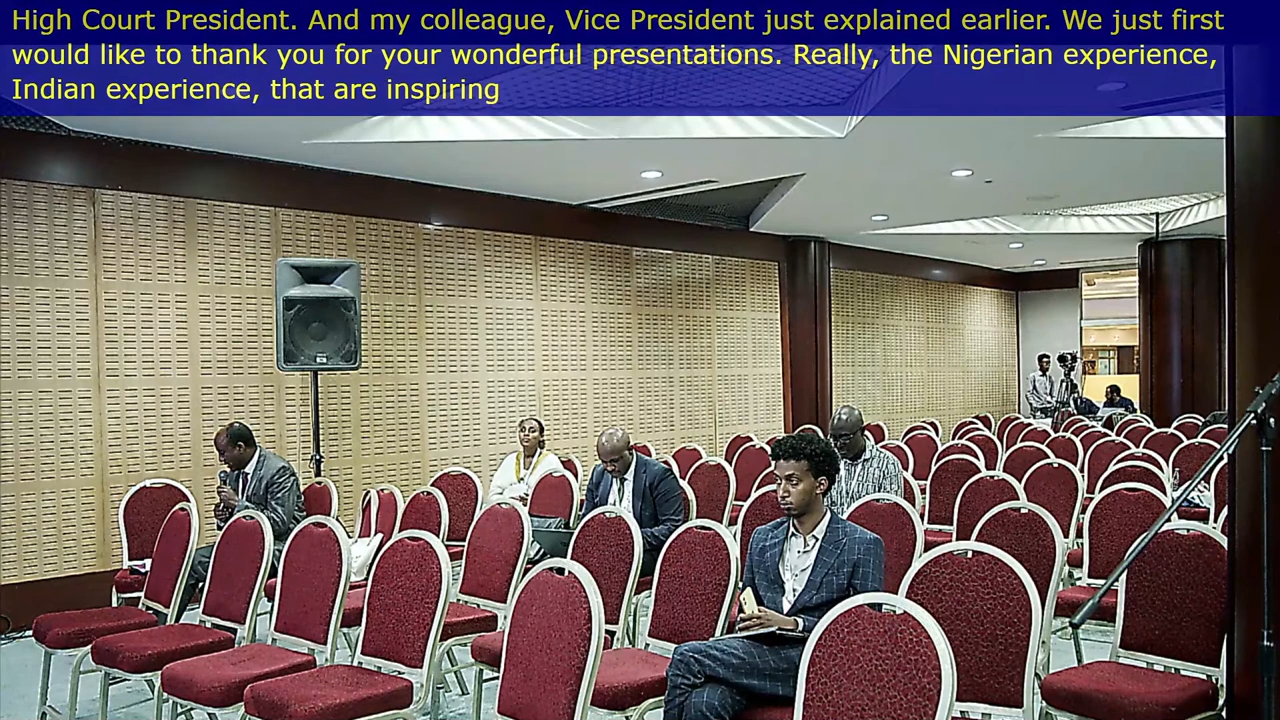 High Court President. And my colleague, Vice President just explained earlier. We just first
would like to thank you for your wonderful presentations. Really, the Nigerian experience,
Indian experience, that are inspiring